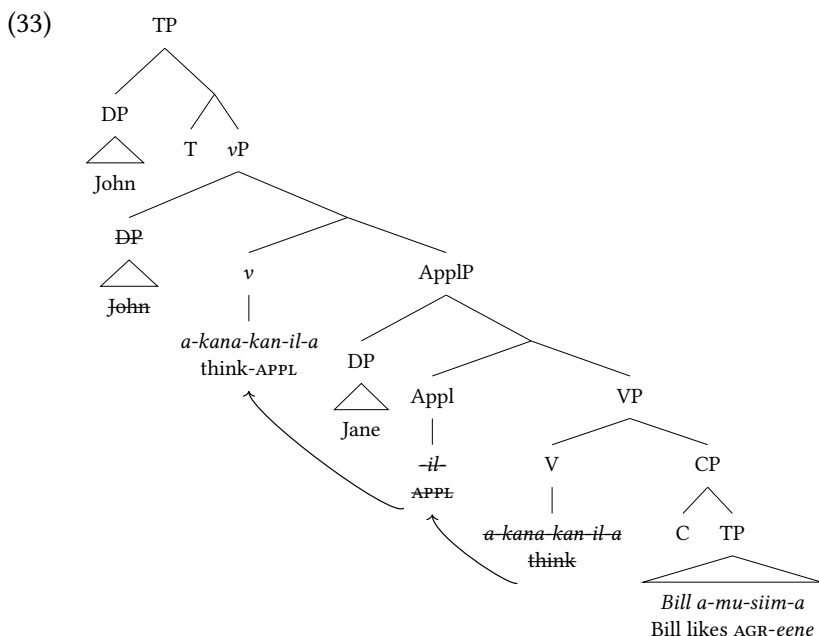 (33)
TP
DP
T vP
John
DP
v ApplP
John
a-kana-kan-il-a
think-APPL
DP
Appl VP
Jane
-il-
APPL
V CP
a-kana-kan-il-a
think
C TP
Bill a-mu-siim-a
Bill likes AGR-eene